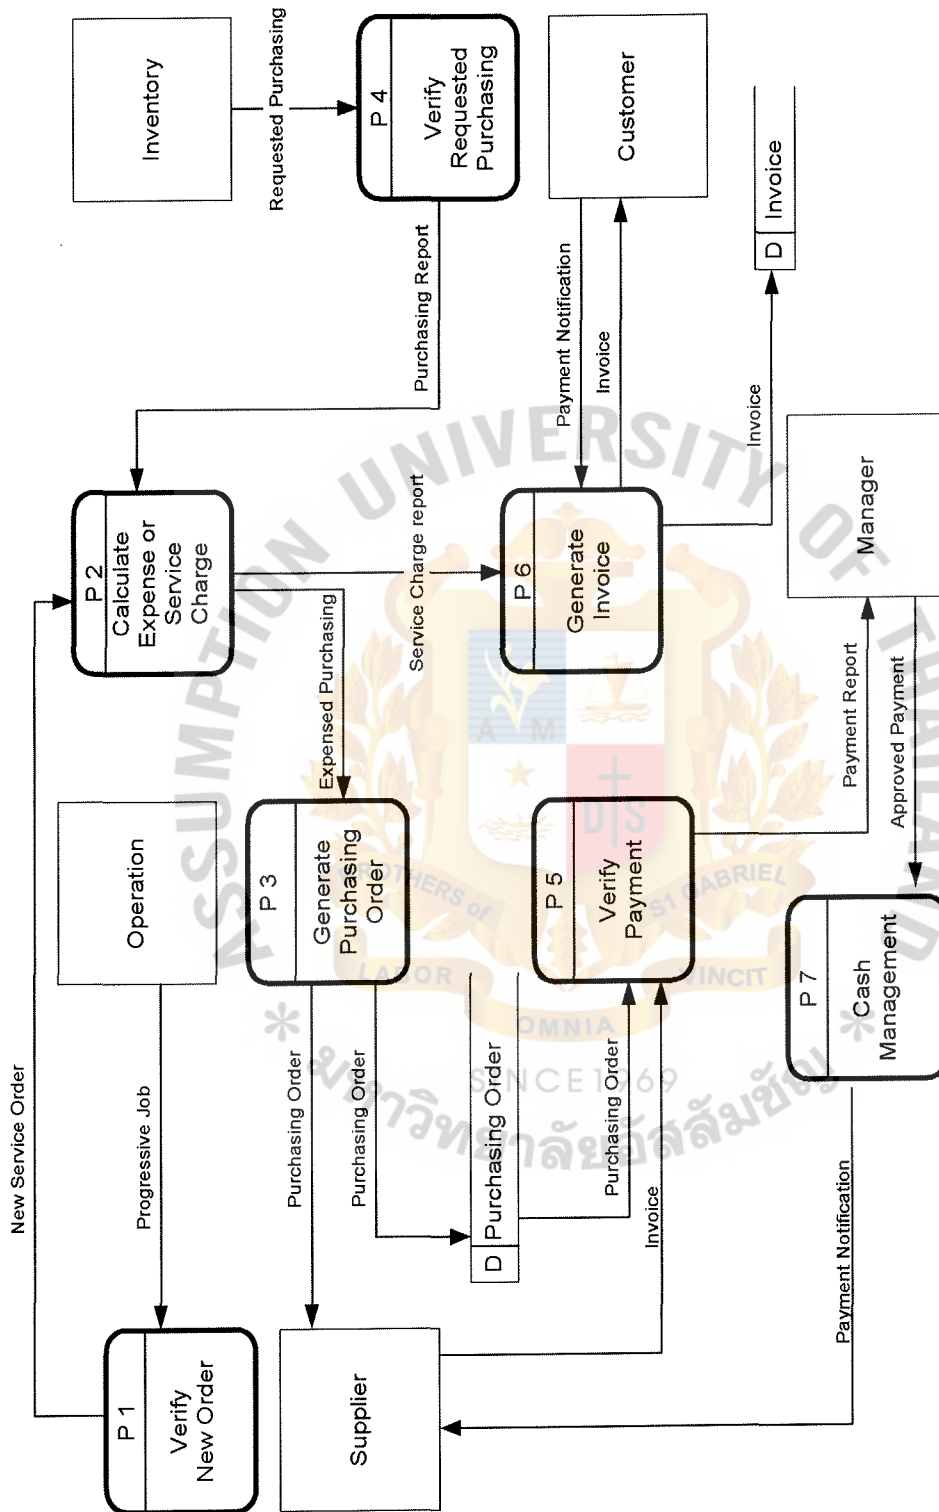 New Service Order
P 1
Verify
New Order
Progressive Job
Operation
P 2
Calculate
Expense or
Service
Charge
Purchasing Report
Inventory
Requested Purchasing
P 4
Verify
Requested
Purchasing
Supplier
Purchasing Order
Purchasing Order
P 3
Generate
Purchasing
Order
Expensed Purchasing
Service Charge report
D Purchasing Order
Purchasing Order
Invoice
P 5
Verify
Payment
P 6
Generate
Invoice
Payment Notification
Invoice
Customer
Invoice
D Invoice
Payment Report
Manager
Approved Payment
P 7
Cash
Management
Payment Notification
ASSUMPTION UNIVERSITY OF THAILAND
A M
D S
BROTHERS of
ST GABRIEL
LABOR
OMNIA
VINCIT
SINCE1969
มหาวิทยาลัยอัสสัมชัญ